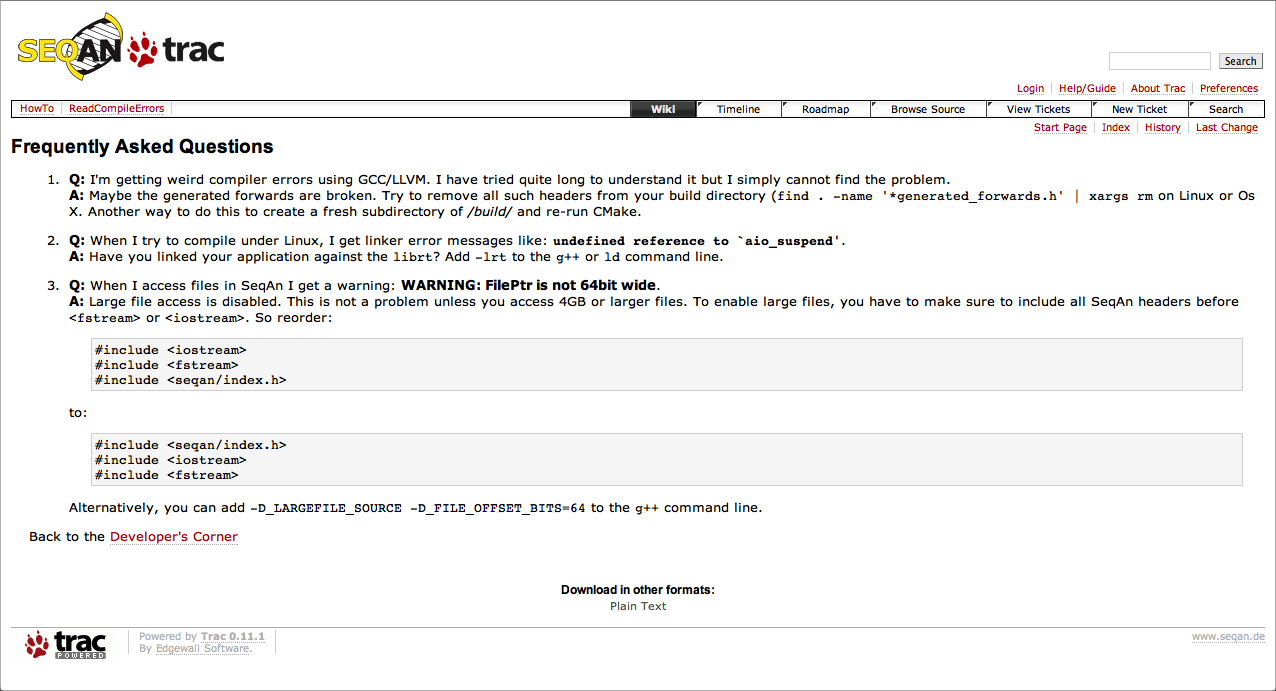 SEQAN trac
Search
Login Help/Guide About Trac Preferences
HowTo ReadCompileErrors Wiki Timeline Roadmap Browse Source View Tickets New Ticket Search
Start Page Index History Last Change
Frequently Asked Questions
1. Q: I'm getting weird compiler errors using GCC/LLVM. I have tried quite long to understand it but I simply cannot find the problem.
A: Maybe the generated forwards are broken. Try to remove all such headers from your build directory (find . -name '*generated_forwards.h' | xargs rm on Linux or Os
X. Another way to do this to create a fresh subdirectory of /build/ and re-run CMake.
2. Q: When I try to compile under Linux, I get linker error messages like: undefined reference to `aio_suspend'.
A: Have you linked your application against the librt? Add -lrt to the g++ or ld command line.
3. Q: When I access files in SeqAn I get a warning: WARNING: FilePtr is not 64bit wide.
A: Large file access is disabled. This is not a problem unless you access 4GB or larger files. To enable large files, you have to make sure to include all SeqAn headers before
<fstream> or <iostream>. So reorder:
#include <iostream>
#include <fstream>
#include <seqan/index.h>
to:
#include <seqan/index.h>
#include <iostream>
#include <fstream>
Alternatively, you can add -D_LARGEFILE_SOURCE -D_FILE_OFFSET_BITS=64 to the g++ command line.
Back to the Developer's Corner
Download in other formats:
Plain Text
trac
POWERED
Powered by Trac 0.11.1
By Edgewall Software.
www.seqan.de